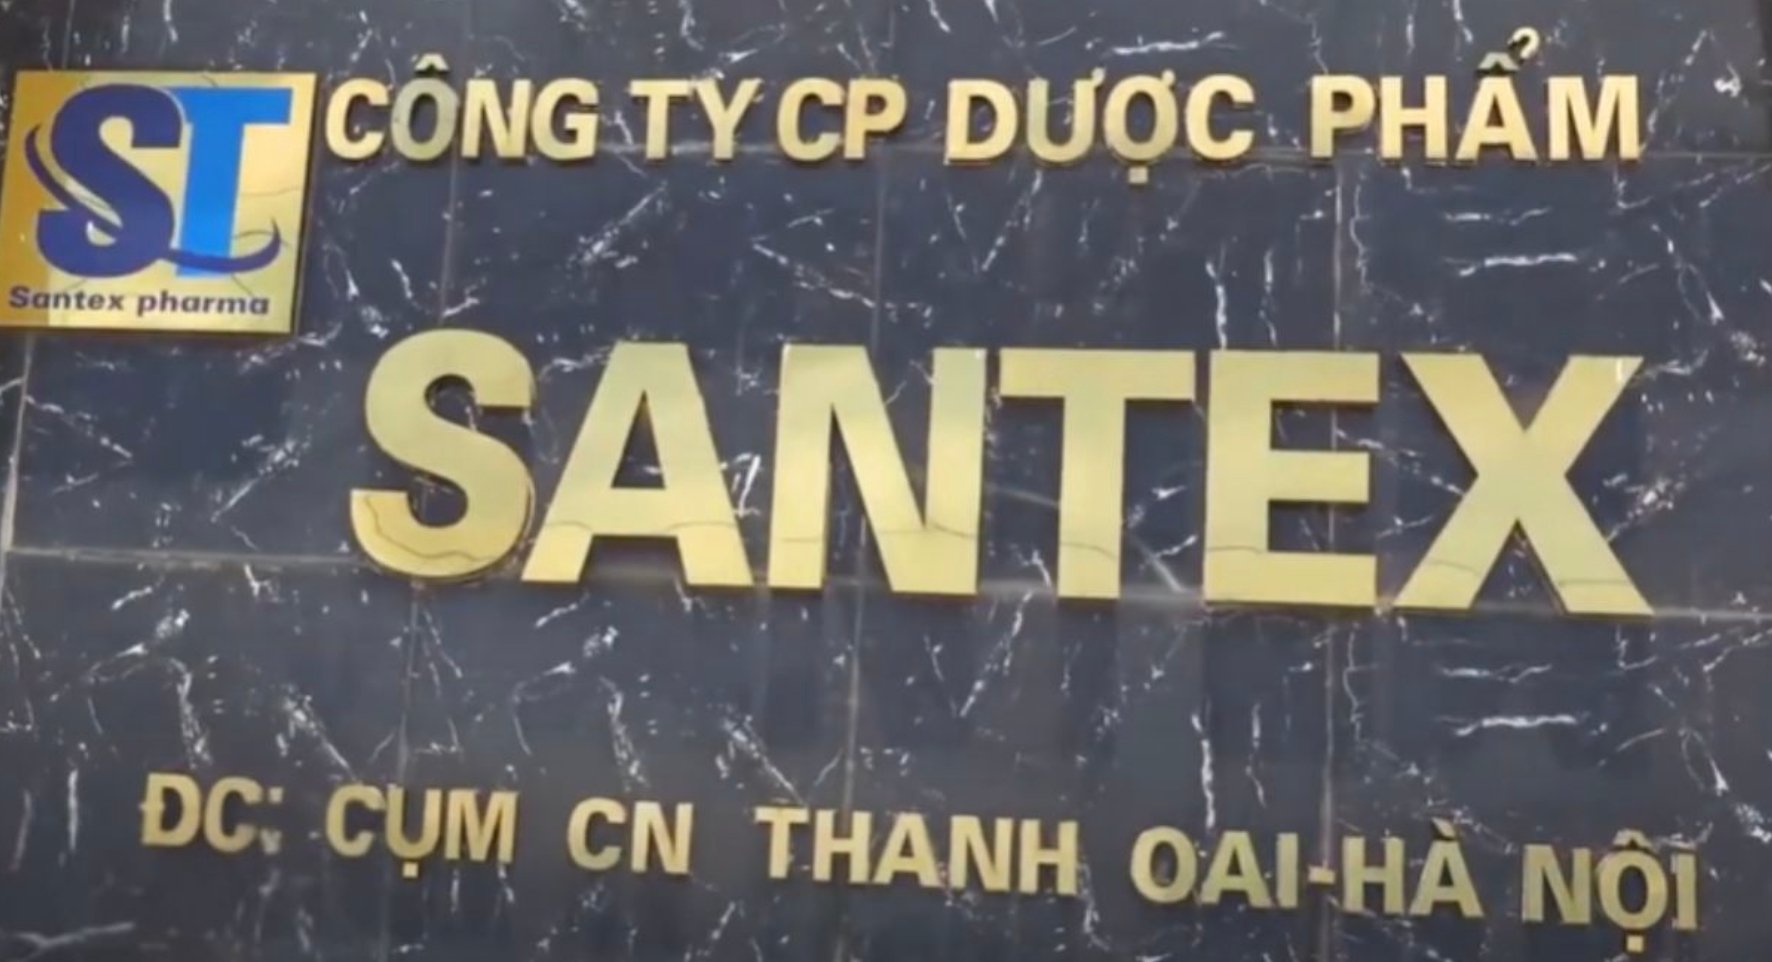 CÔNG TY CP DƯỢC PHẨM
ST
Santex pharma
SANTEX
ĐC: CỤM CN THANH OAI-HÀ NỘI